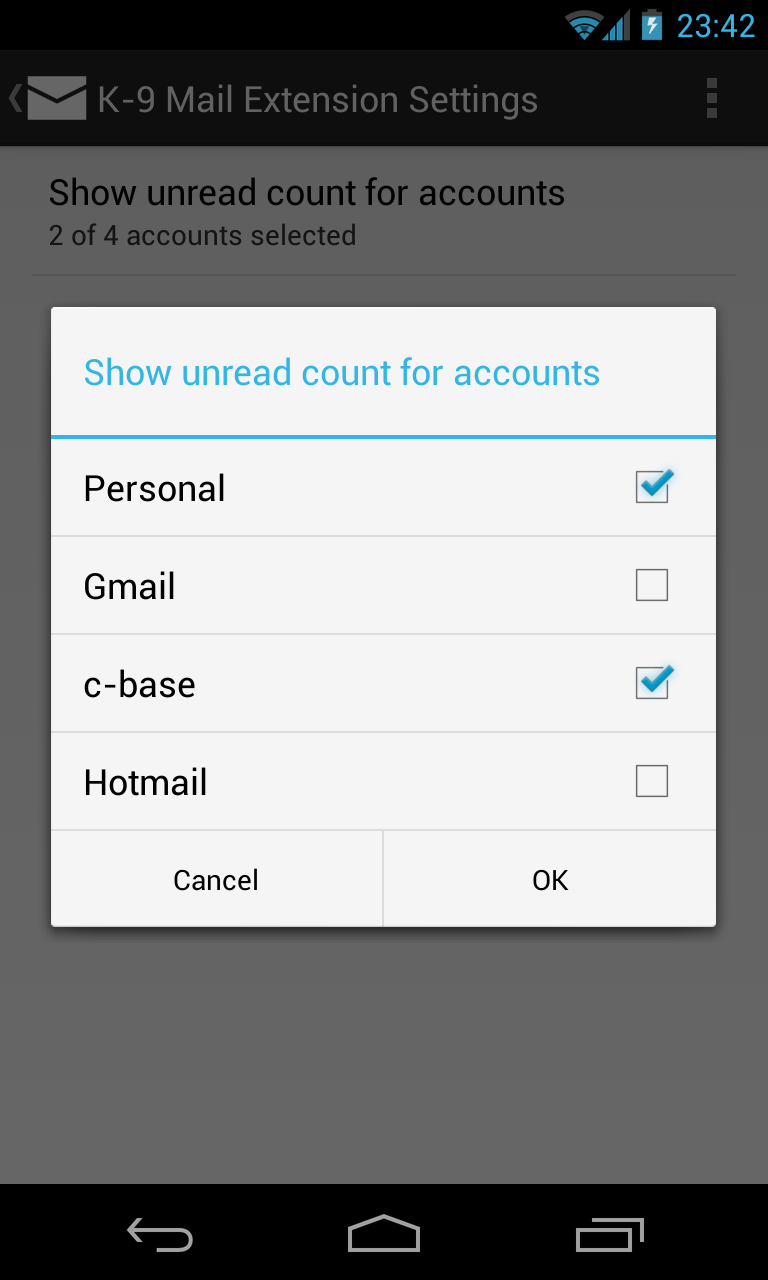 23:42
K-9 Mail Extension Settings
Show unread count for accounts
2 of 4 accounts selected
Show unread count for accounts
Personal
Gmail
c-base
Hotmail
Cancel
OK